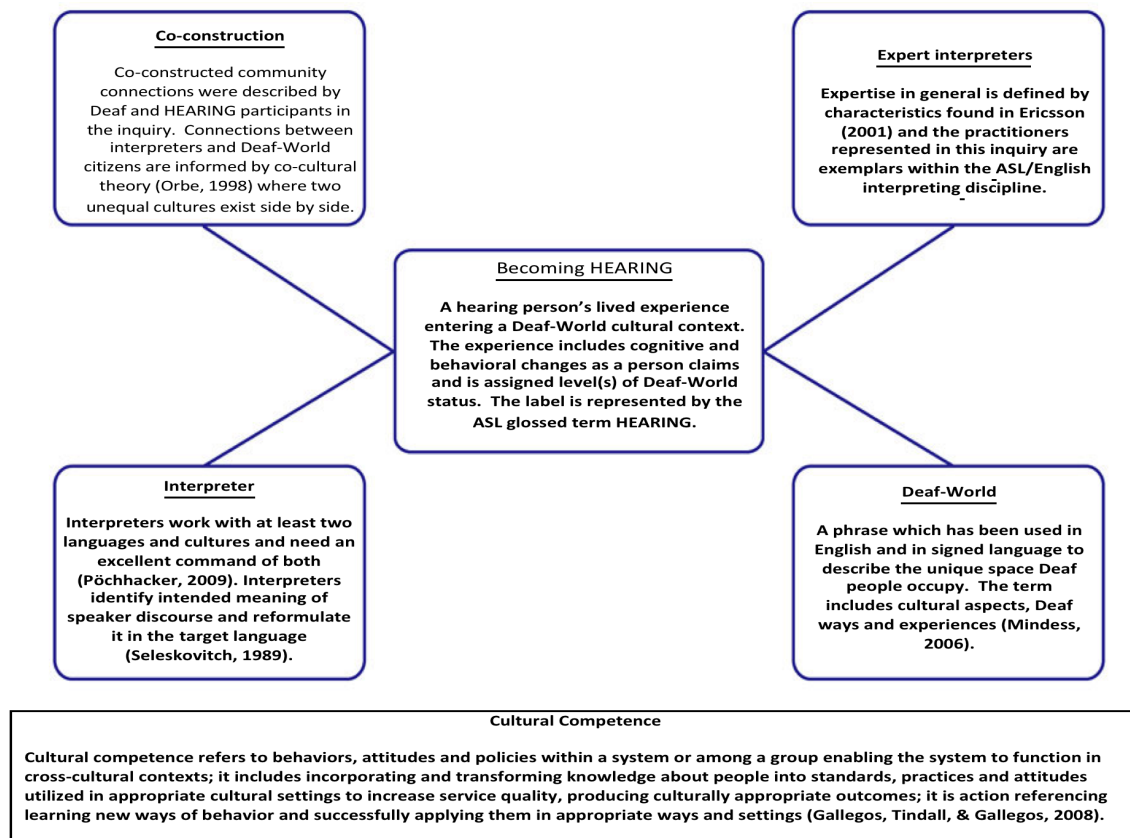 Co-construction
Co-constructed community
connections were described by
Deaf and HEARING participants in
the inquiry.  Connections between
interpreters and Deaf-World
citizens are informed by co-cultural
theory (Orbe, 1998) where two
unequal cultures exist side by side.
Expert interpreters
Expertise in general is defined by
characteristics found in Ericsson
(2001) and the practitioners
represented in this inquiry are
exemplars within the ASL/English
interpreting discipline.
Becoming HEARING
A hearing person’s lived experience
entering a Deaf-World cultural context.
The experience includes cognitive and
behavioral changes as a person claims
and is assigned level(s) of Deaf-World
status.  The label is represented by the
ASL glossed term HEARING.
Interpreter
Interpreters work with at least two
languages and cultures and need an
excellent command of both
(Pöchhacker, 2009). Interpreters
identify intended meaning of
speaker discourse and reformulate
it in the target language
(Seleskovitch, 1989).
Deaf-World
A phrase which has been used in
English and in signed language to
describe the unique space Deaf
people occupy.  The term
includes cultural aspects, Deaf
ways and experiences (Mindess,
2006).
Cultural Competence
Cultural competence refers to behaviors, attitudes and policies within a system or among a group enabling the system to function in
cross-cultural contexts; it includes incorporating and transforming knowledge about people into standards, practices and attitudes
utilized in appropriate cultural settings to increase service quality, producing culturally appropriate outcomes; it is action referencing
learning new ways of behavior and successfully applying them in appropriate ways and settings (Gallegos, Tindall, & Gallegos, 2008).